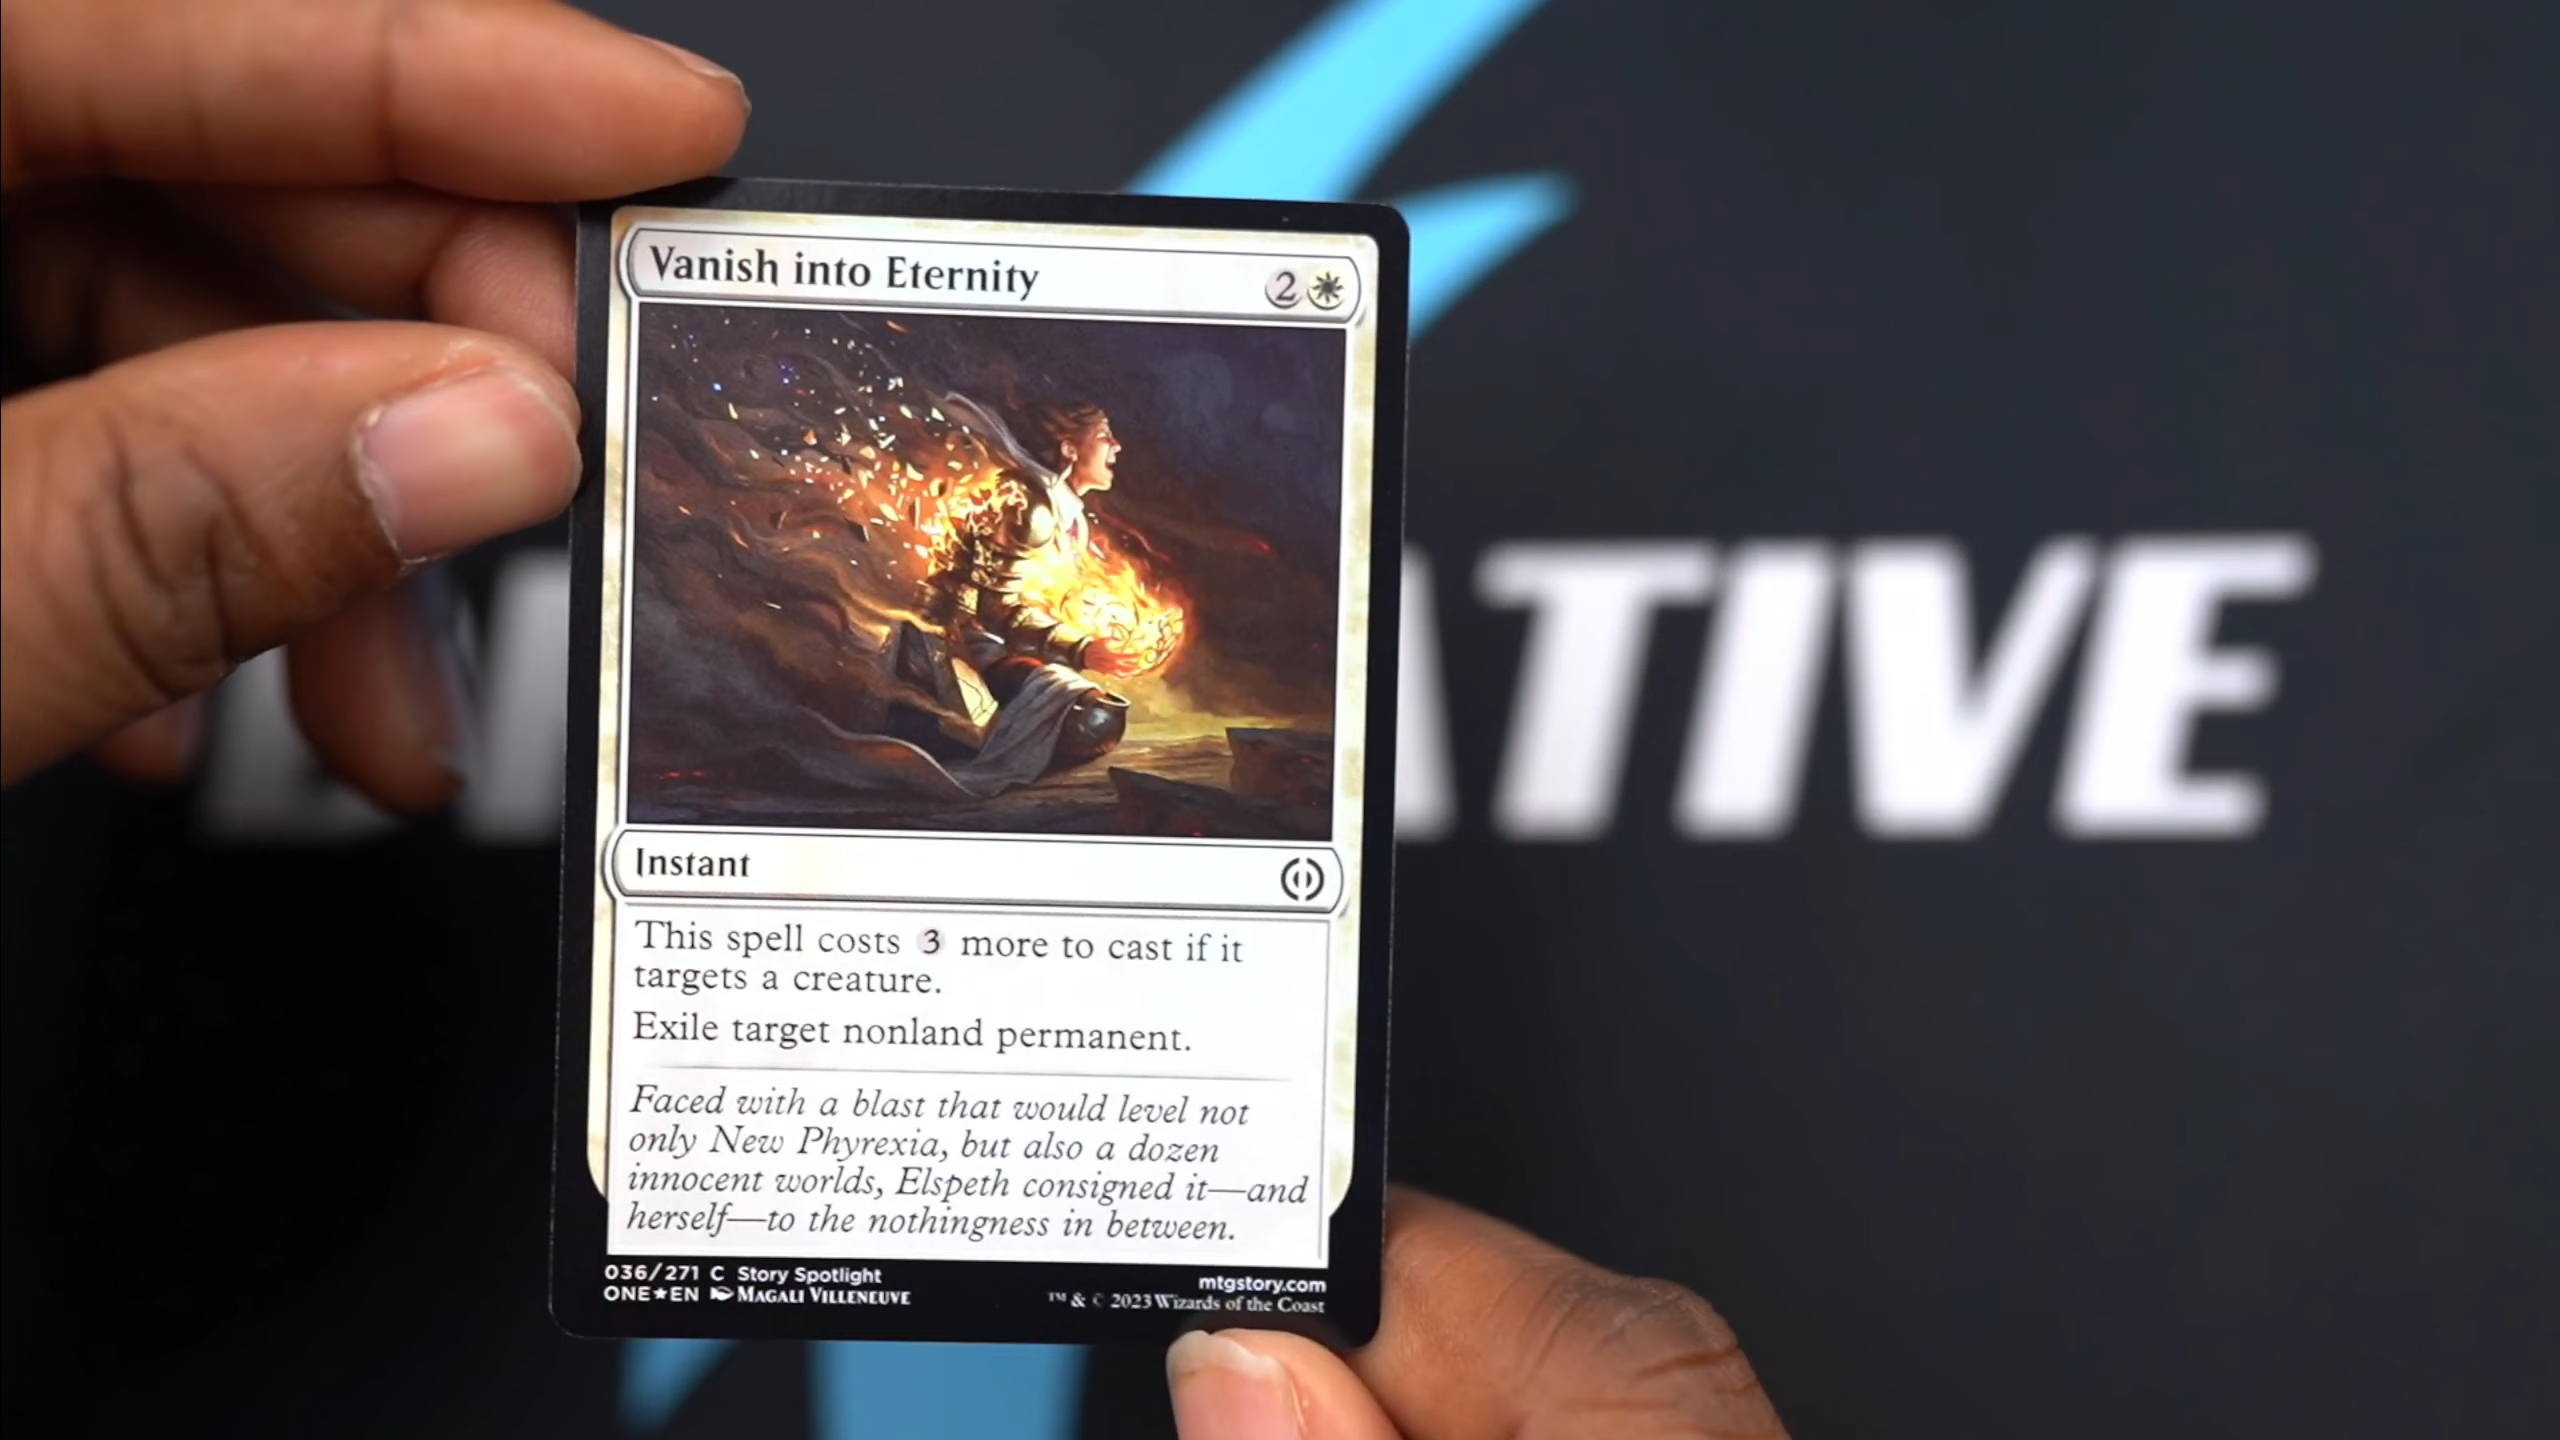 Vanish into Eternity 2
Instant
This spell costs 3 more to cast if it
targets a creature.
Exile target nonland permanent.
Faced with a blast that would level not
only New Phyrexia, but also a dozen
innocent worlds, Elspeth consigned it—and
herself—to the nothingness in between.
036/271 C Story Spotlight
ONE★EN MAGALI VILLENEUVE
mtgstory.com
™ & © 2023 Wizards of the Coast
ATIVE